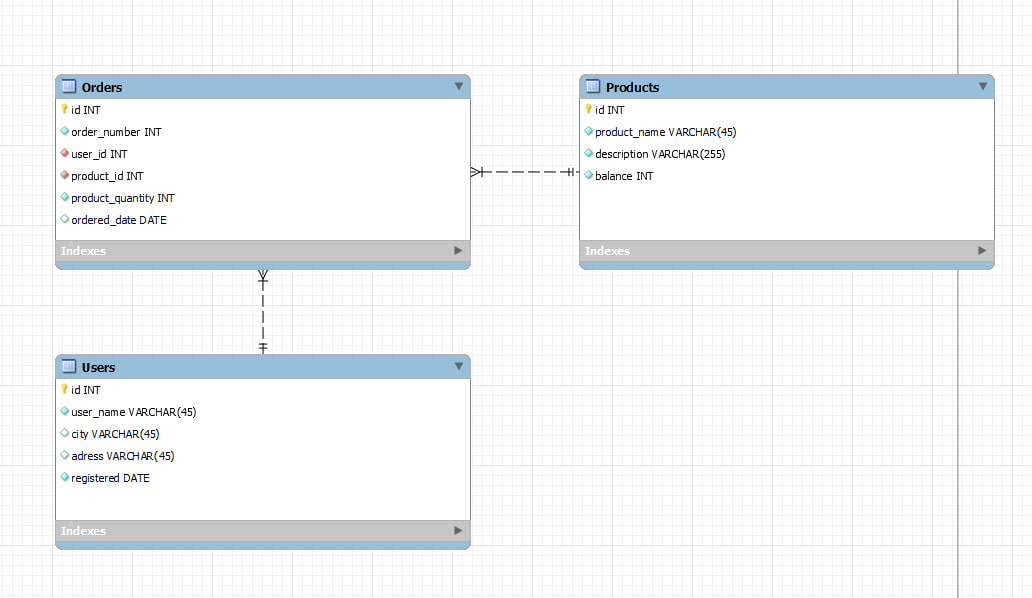 Orders
id INT
order_number INT
user_id INT
product_id INT
product_quantity INT
ordered_date DATE
Indexes
Products
id INT
product_name VARCHAR(45)
description VARCHAR(255)
balance INT
Indexes
Users
id INT
user_name VARCHAR(45)
city VARCHAR(45)
adress VARCHAR(45)
registered DATE
Indexes